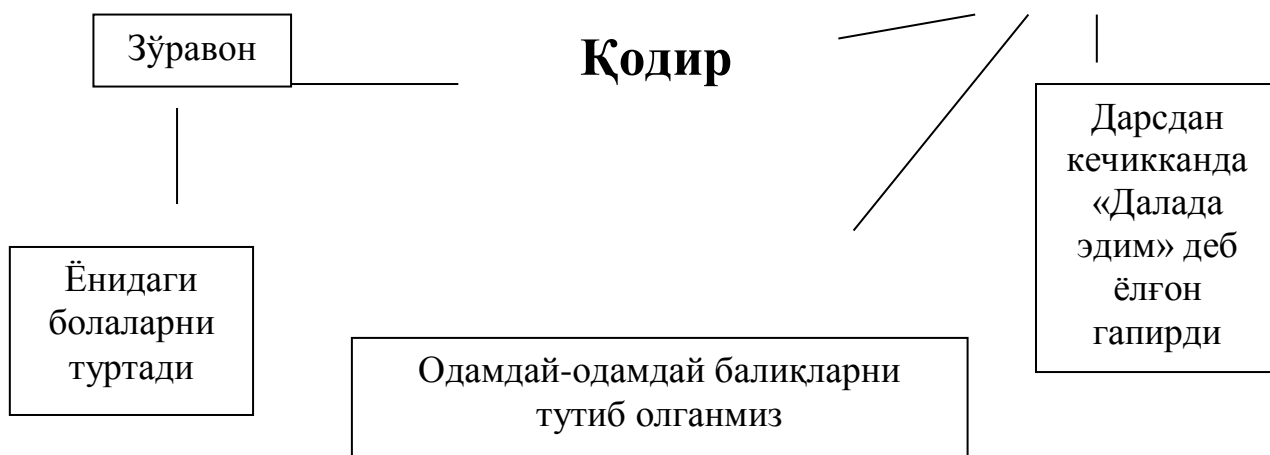 Зўравон
Қодир
Дарсдан
кечикканда
«Далада
эдим» деб
ёлғон
гапирди
Ёнидаги
болаларни
туртади
Одамдай-одамдай балиқларни
тутиб олганмиз